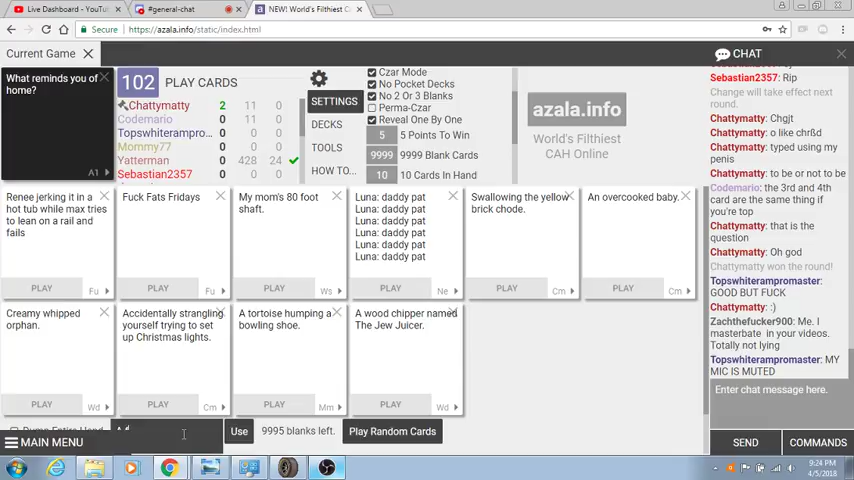 Live Dashboard - YouTu
#general-chat
NEW! World's Filthiest C
Secure
https://azala.info/static/index.html
Current Game
CHAT
What reminds you of
home?
A1
102 PLAY CARDS
Chattymatty 2 11 0
Codemario 0 0 0
Topswhiterampro... 0 0 0
Mommy77 0 0 0
Yatterman 0 428 24
Sebastian2357 0 0 0
SETTINGS
DECKS
TOOLS
HOW TO...
Czar Mode
No Pocket Decks
No 2 Or 3 Blanks
Perma-Czar
Reveal One By One
5 5 Points To Win
9999 9999 Blank Cards
10 10 Cards In Hand
azala.info
World's Filthiest
CAH Online
Renee jerking it in a
hot tub while max tries
to lean on a rail and
fails
PLAY
Fu
Fuck Fats Fridays
PLAY
Fu
My mom's 80 foot
shaft.
PLAY
Ws
Luna: daddy pat
Luna: daddy pat
Luna: daddy pat
Luna: daddy pat
Luna: daddy pat
Luna: daddy pat
PLAY
Ne
Swallowing the yellow
brick chode.
PLAY
Cm
An overcooked baby.
PLAY
Cm
Creamy whipped
orphan.
PLAY
Wd
Accidentally strangling
yourself trying to set
up Christmas lights.
PLAY
Cm
A tortoise humping a
bowling shoe.
PLAY
Mm
A wood chipper named
The Jew Juicer.
PLAY
Wd
Use
9995 blanks left.
Play Random Cards
MAIN MENU
Sebastian2357: Rip
Change will take effect next
round.
Chattymatty: Chgjt
Chattymatty: o like chrßd
Chattymatty: typed using my
penis
Chattymatty: to be or not to be
Codemario: the 3rd and 4th
card are the same thing if
you're top
Chattymatty: that is the
question
Chattymatty: Oh god
Chattymatty won the round!
Topswhiterampromaster:
GOOD BUT FUCK
Chattymatty: :)
Zachthefucker900: Me. I
masterbate in your videos.
Totally not lying
Topswhiterampromaster: MY
MIC IS MUTED
Enter chat message here.
SEND
COMMANDS
9:24 PM
4/5/2018